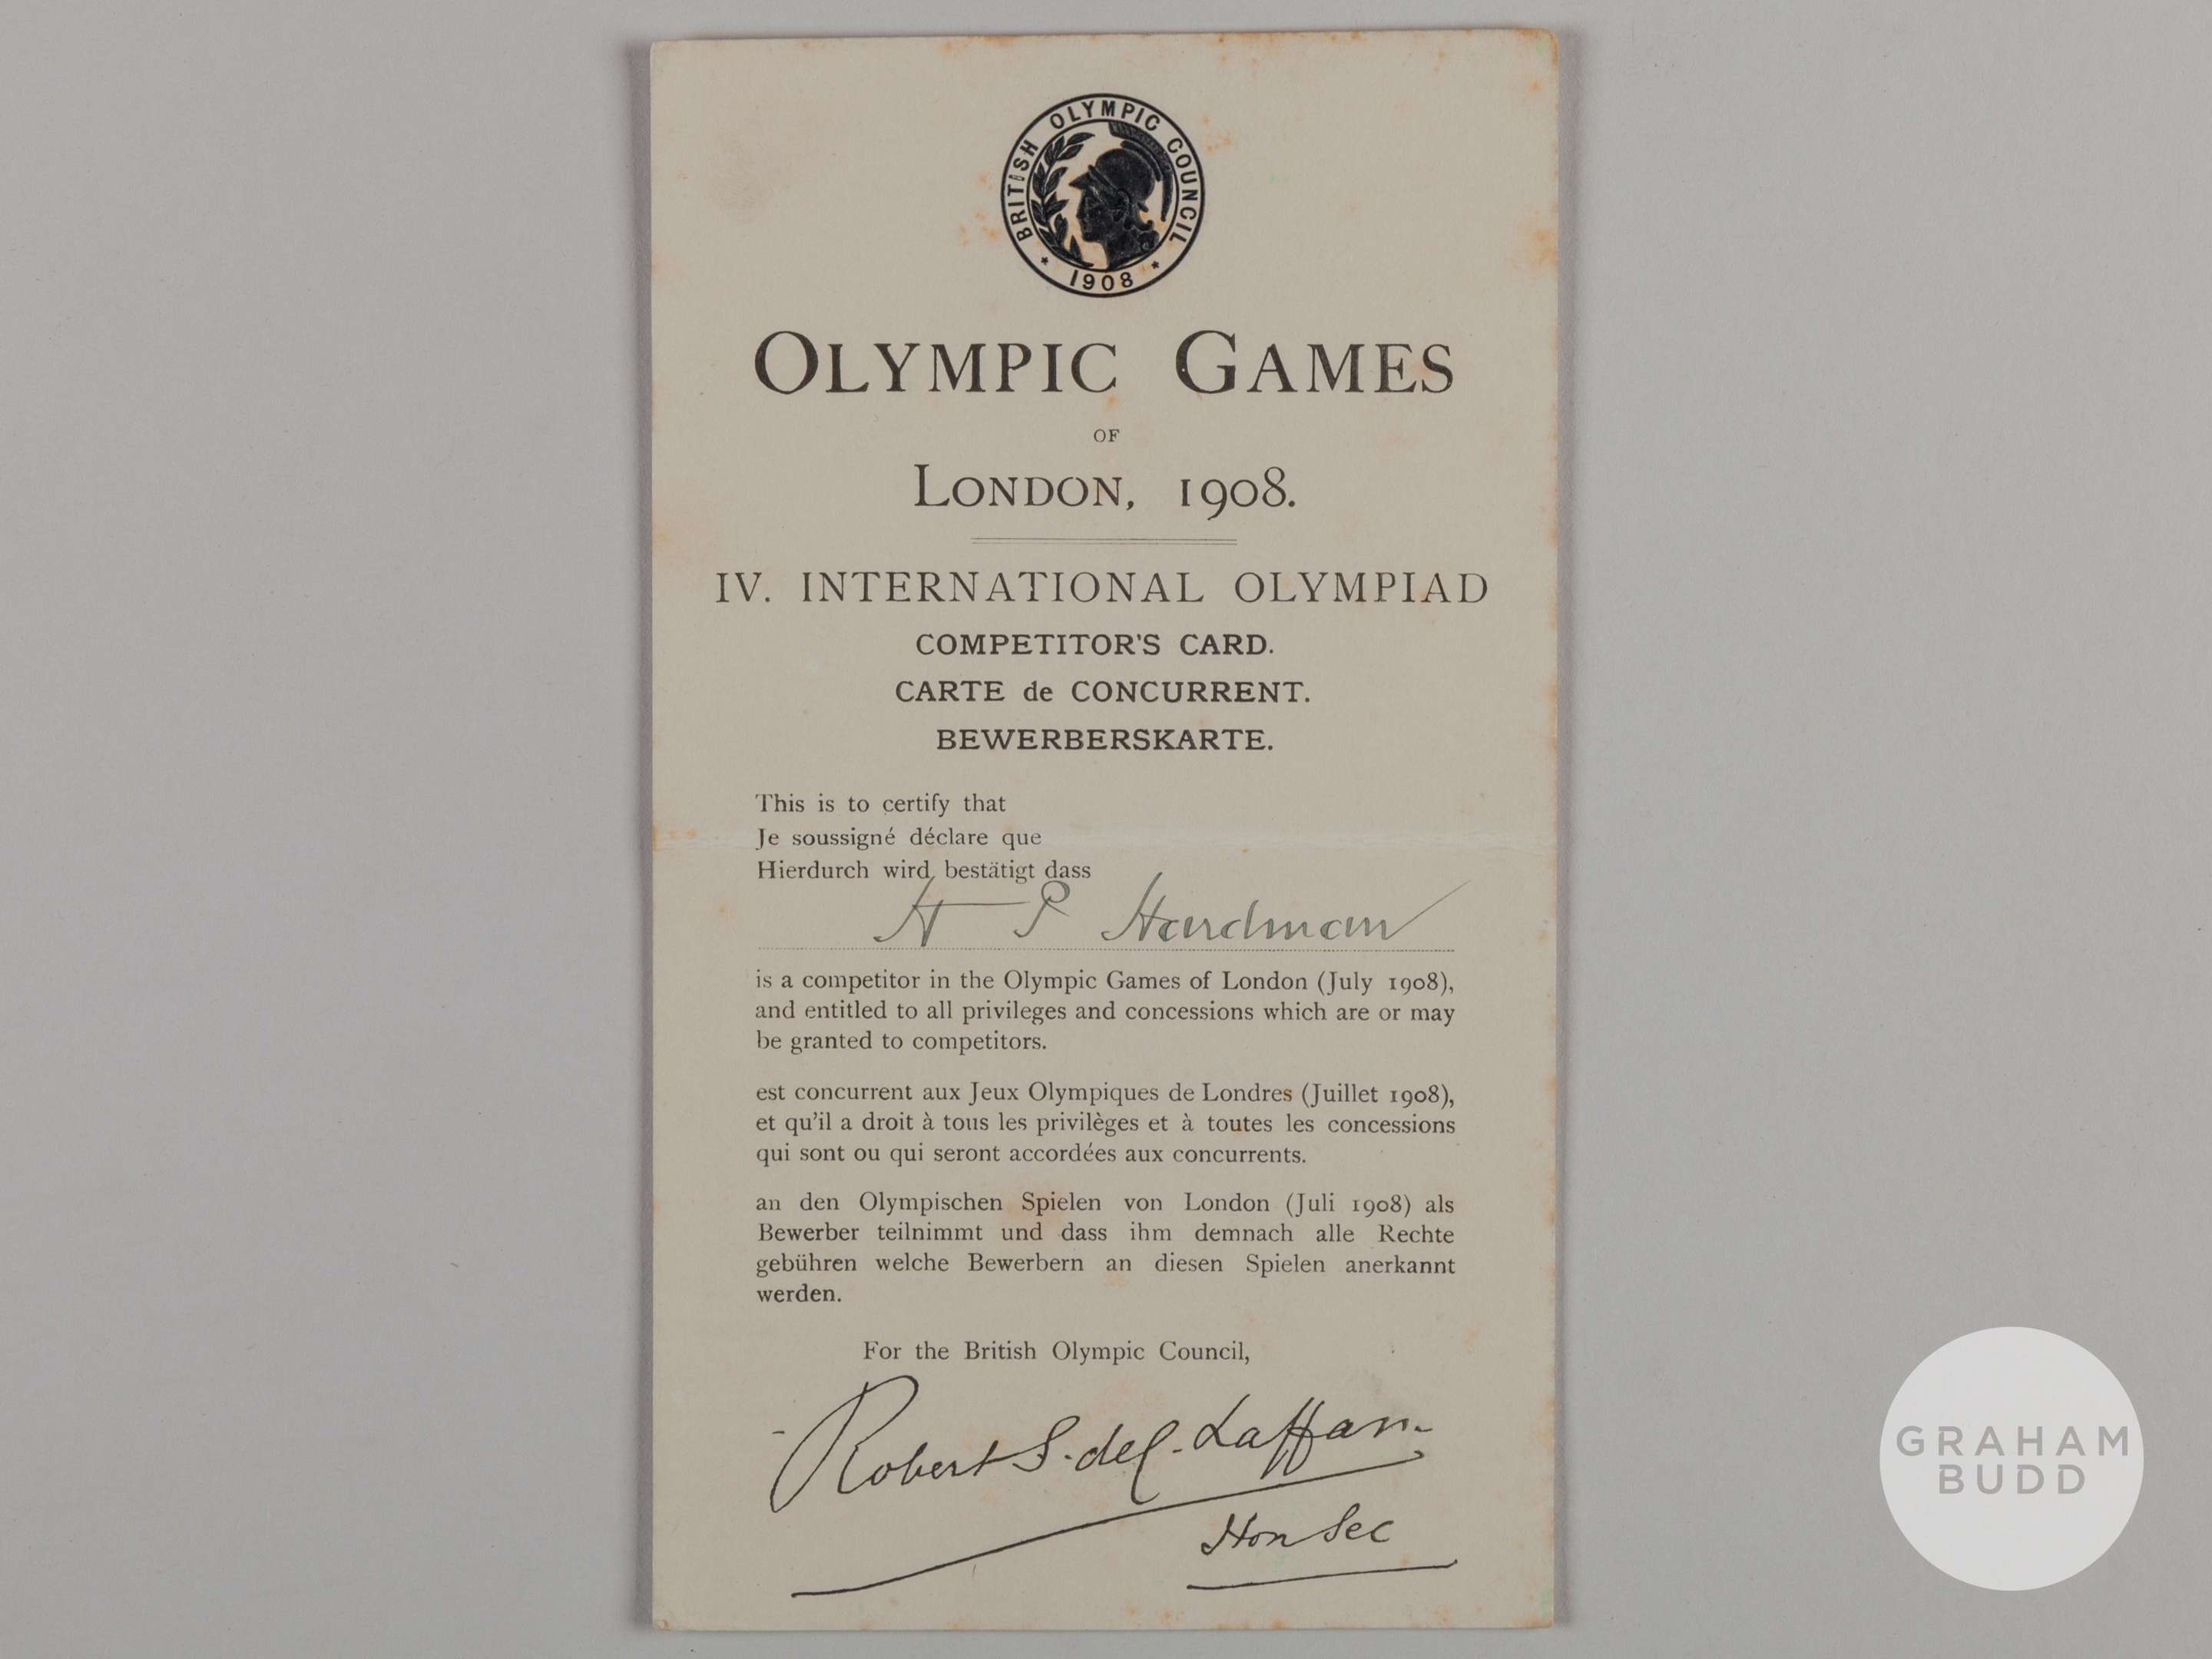 BRITISH OLYMPIC COUNCIL
* 1908 *
OLYMPIC GAMES
OF
LONDON, 1908.
IV. INTERNATIONAL OLYMPIAD
COMPETITOR'S CARD.
CARTE de CONCURRENT.
BEWERBERSKARTE.
This is to certify that
Je soussigné déclare que
Hierdurch wird bestätigt dass
H P Hardman
is a competitor in the Olympic Games of London (July 1908),
and entitled to all privileges and concessions which are or may
be granted to competitors.
est concurrent aux Jeux Olympiques de Londres (Juillet 1908),
et qu'il a droit à tous les privilèges et à toutes les concessions
qui sont ou qui seront accordées aux concurrents.
an den Olympischen Spielen von London (Juli 1908) als
Bewerber teilnimmt und dass ihm demnach alle Rechte
gebühren welche Bewerbern an diesen Spielen anerkannt
werden.
For the British Olympic Council,
Robert S. de C. Laffan.
Hon Sec
GRAHAM
BUDD